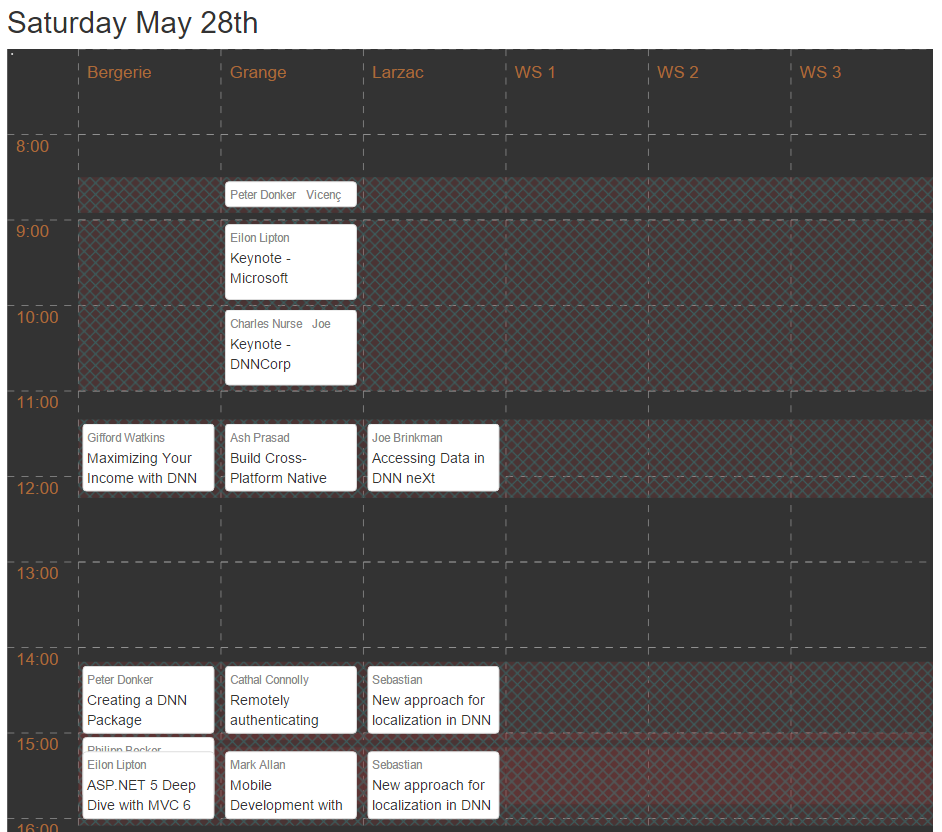 Saturday May 28th
Bergerie Grange Larzac WS 1 WS 2 WS 3
8:00
Peter Donker Vicenç
9:00
Eilon Lipton
Keynote -
Microsoft
10:00
Charles Nurse Joe
Keynote -
DNNCorp
11:00
Gifford Watkins
Maximizing Your
Income with DNN
Ash Prasad
Build Cross-
Platform Native
Joe Brinkman
Accessing Data in
DNN neXt
12:00
13:00
14:00
Peter Donker
Creating a DNN
Package
Cathal Connolly
Remotely
authenticating
Sebastian
New approach for
localization in DNN
15:00
Philipp Becker
Eilon Lipton
ASP.NET 5 Deep
Dive with MVC 6
Mark Allan
Mobile
Development with
Sebastian
New approach for
localization in DNN
16:00